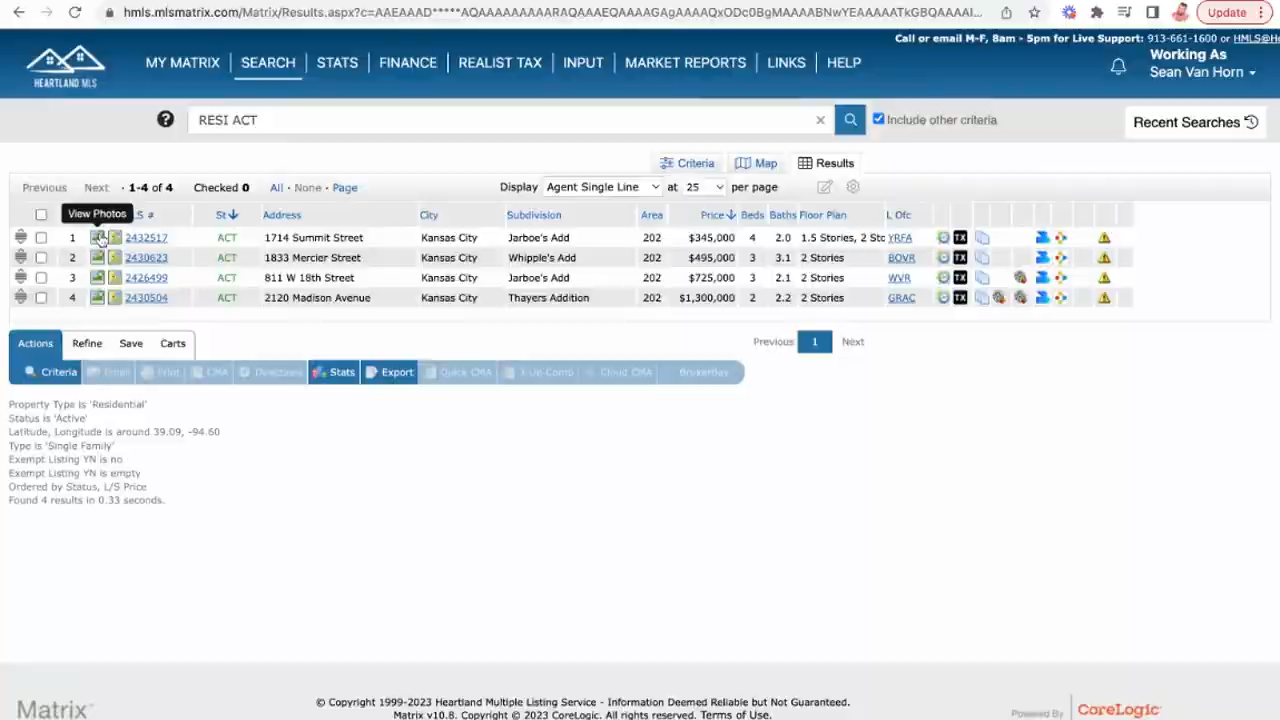 hmls.mlsmatrix.com/Matrix/Results.aspx?c=AAEAAAD*****AQAAAAAAAAARAQAAAEQAAAAGAgAAAAQxODc0BgMAAAABNwYEAAAAATkGBQAAAAI...
Update
Call or email M-F, 8am - 5pm for Live Support: 913-661-1600 or HMLS@He
HEARTLAND MLS
MY MATRIX
SEARCH
STATS
FINANCE
REALIST TAX
INPUT
MARKET REPORTS
LINKS
HELP
Working As
Sean Van Horn
? RESI ACT × Include other criteria Recent Searches
Criteria Map Results
Previous Next · 1-4 of 4 Checked 0 All · None · Page Display Agent Single Line at 25 per page
View Photos
S # St Address City Subdivision Area Price Beds Baths Floor Plan L Ofc
1 2432517 ACT 1714 Summit Street Kansas City Jarboe's Add 202 $345,000 4 2.0 1.5 Stories, 2 Stc YRFA TX
2 2430623 ACT 1833 Mercier Street Kansas City Whipple's Add 202 $495,000 3 3.1 2 Stories BOVR TX
3 2426499 ACT 811 W 18th Street Kansas City Jarboe's Add 202 $725,000 3 2.1 2 Stories WVR TX
4 2430504 ACT 2120 Madison Avenue Kansas City Thayers Addition 202 $1,300,000 2 2.2 2 Stories GRAC TX
Actions Refine Save Carts
Previous 1 Next
Criteria Email Print CMA Directions Stats Export Quick CMA Cloud CMA BrokerBay
Property Type is 'Residential'
Status is 'Active'
Latitude, Longitude is around 39.09, -94.60
Type is 'Single Family'
Exempt Listing YN is no
Exempt Listing YN is empty
Ordered by Status, L/S Price
Found 4 results in 0.33 seconds.
Matrix
© Copyright 1999-2023 Heartland Multiple Listing Service - Information Deemed Reliable but Not Guaranteed.
Matrix v10.8. Copyright © 2023 CoreLogic. All rights reserved. Terms of Use.
Powered By CoreLogic